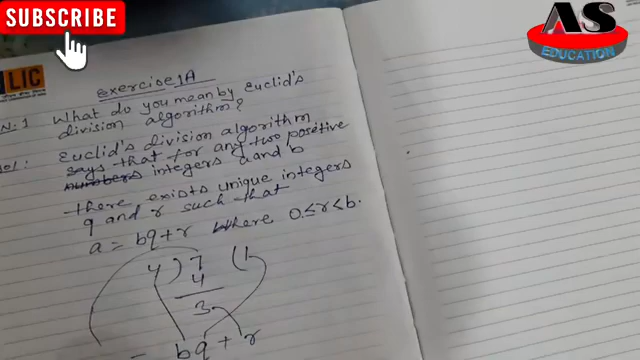 SUBSCRIBE
AS
EDUCATION
LIC
Exercise 1A
N: 1 What do you mean by Euclid's
division algorithm?
Sol: Euclid's division algorithm
says that for any two positive
numbers integers a and b
there exists unique integers
q and r such that
a = bq + r where 0 ≤ r < b.
4 ) 7 ( 1
4
3
= bq + r